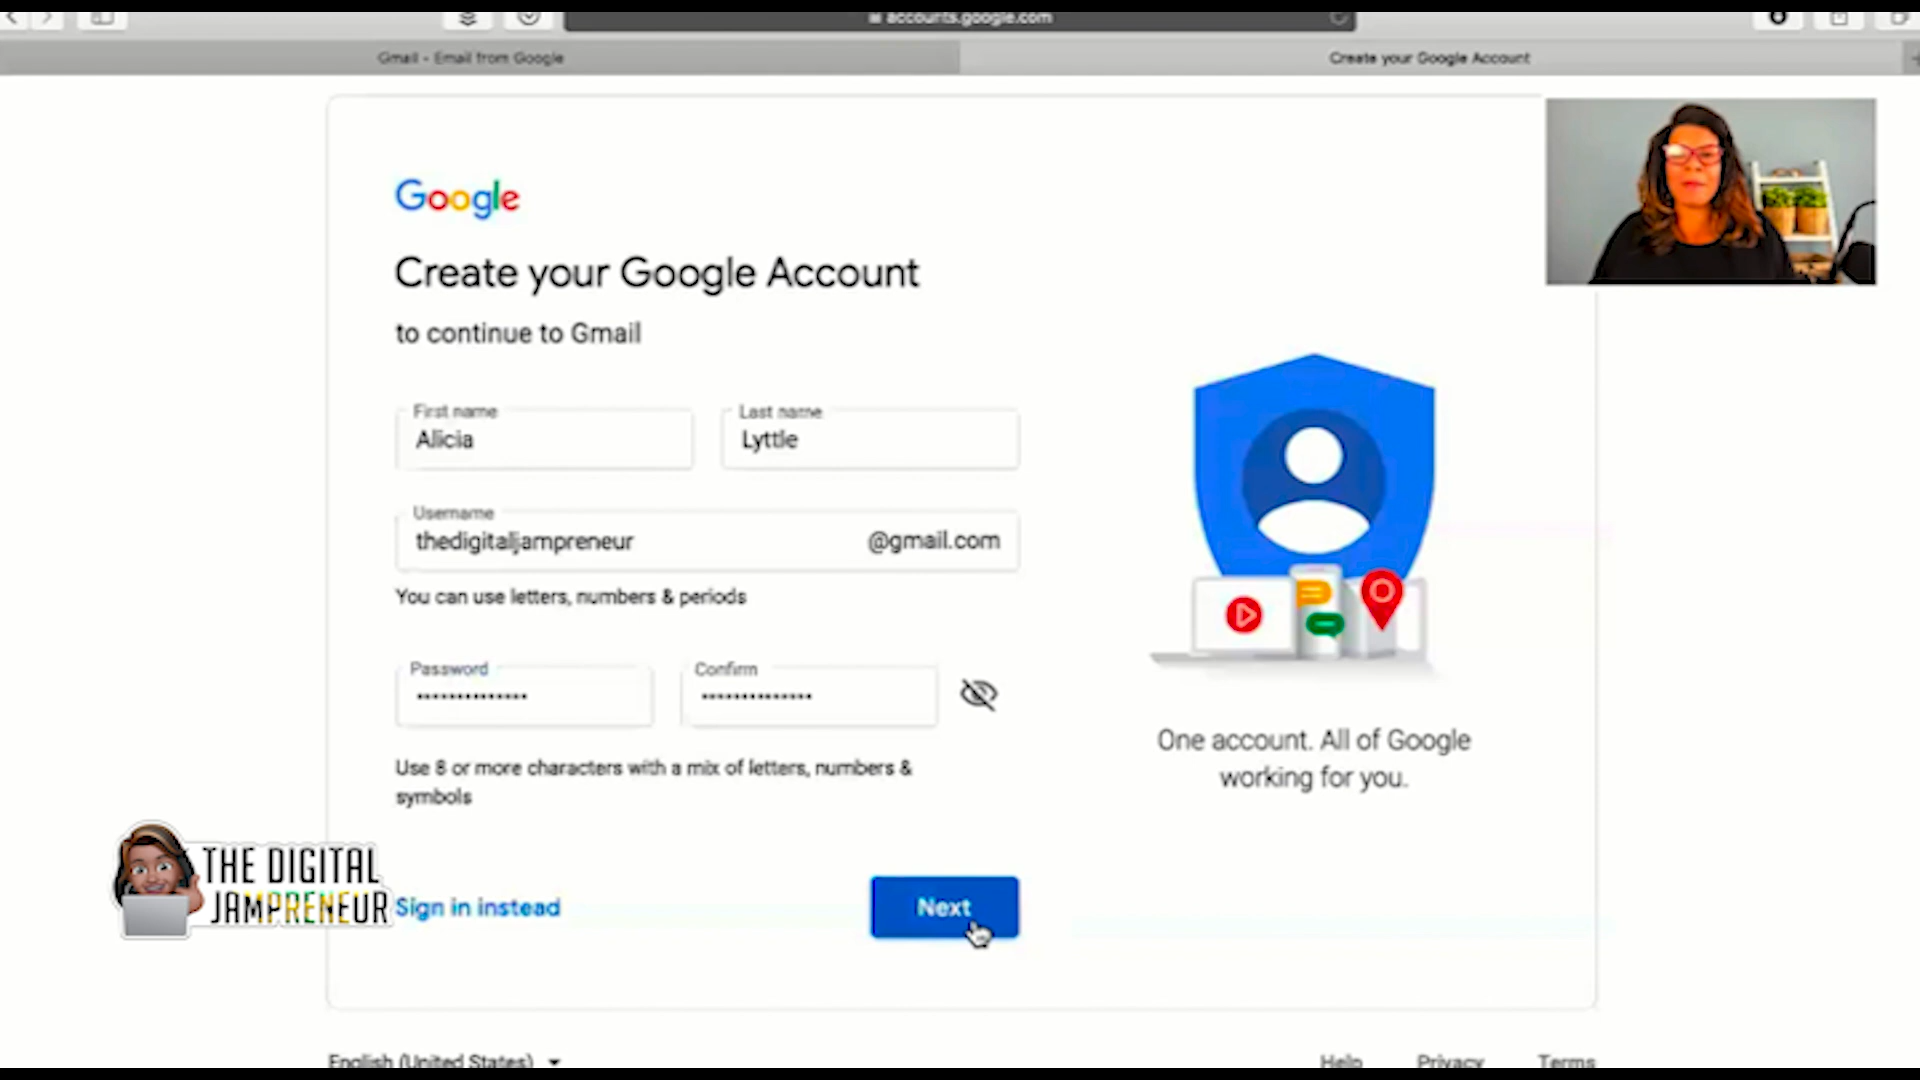 accounts.google.com
Gmail - Email from Google
Create your Google Account
Google
Create your Google Account
to continue to Gmail
First name
Alicia
Last name
Lyttle
Username
thedigitaljampreneur
@gmail.com
You can use letters, numbers & periods
Password
••••••••••••••
Confirm
••••••••••••••
Use 8 or more characters with a mix of letters, numbers &
symbols
Sign in instead
Next
One account. All of Google
working for you.
THE DIGITAL
JAMPRENEUR
English (United States)
Help
Privacy
Terms